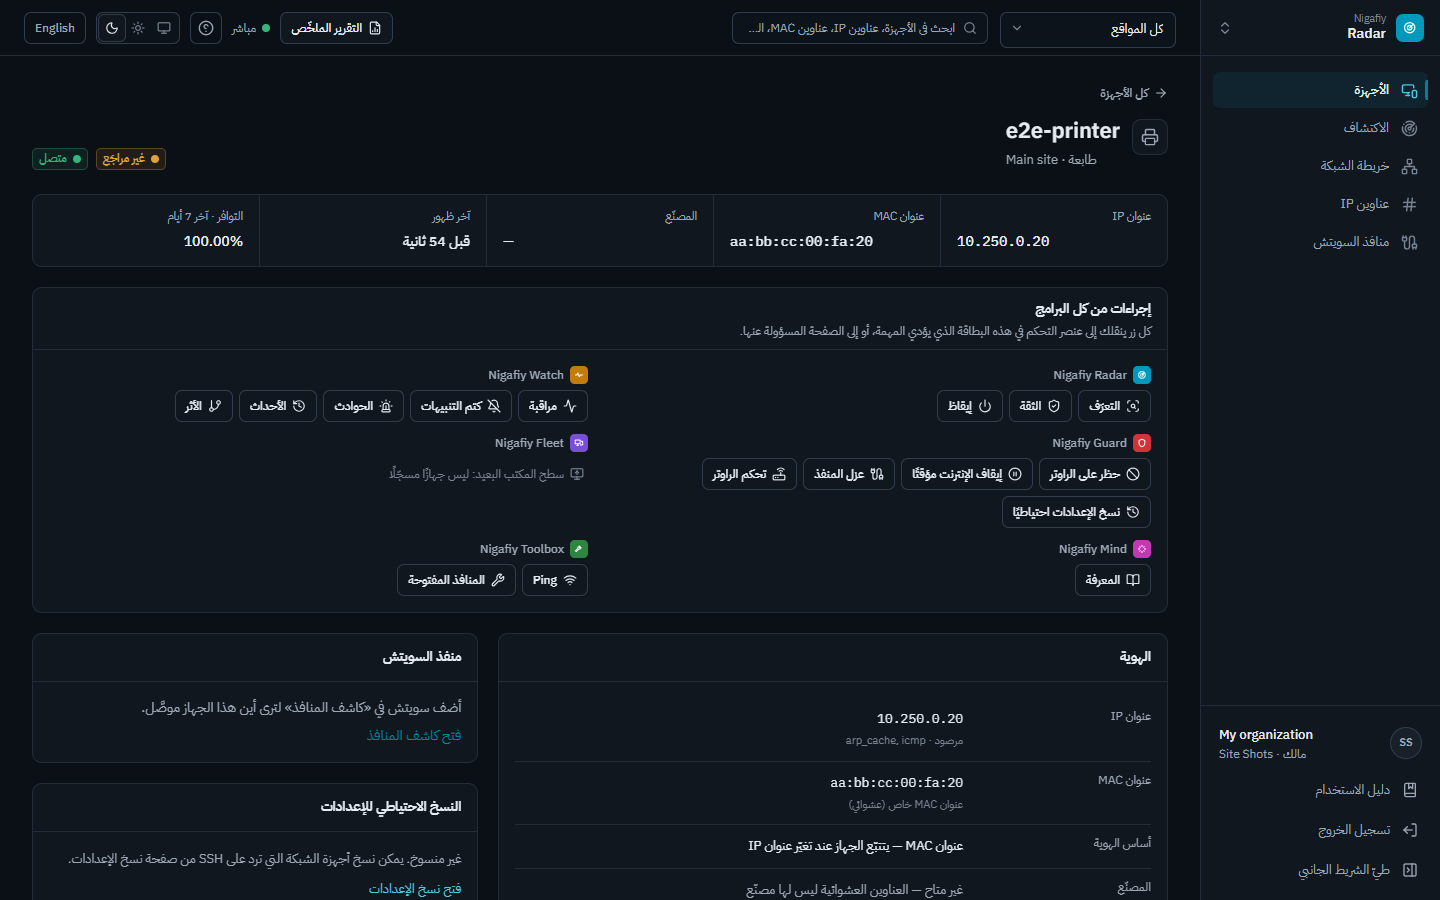 Nigafiy
Radar
الأجهزة
الاكتشاف
خريطة الشبكة
عناوين IP
منافذ السويتش
My organization
Site Shots · مالك
SS
دليل الاستخدام
تسجيل الخروج
طيّ الشريط الجانبي
كل المواقع
ابحث في الأجهزة، عناوين IP، عناوين MAC، الـ...
التقرير الملخّص
مباشر
English
كل الأجهزة
e2e-printer
طابعة · Main site
غير مراجَع
متصل
عنوان IP
10.250.0.20
عنوان MAC
aa:bb:cc:00:fa:20
المصنّع
—
آخر ظهور
قبل 54 ثانية
التوافر · آخر 7 أيام
100.00%
إجراءات من كل البرامج
كل زر ينقلك إلى عنصر التحكم في هذه البطاقة الذي يؤدي المهمة، أو إلى الصفحة المسؤولة عنها.
Nigafiy Radar
التعرّف
الثقة
إيقاظ
Nigafiy Watch
مراقبة
كتم التنبيهات
الحوادث
الأحداث
الأثر
Nigafiy Guard
حظر على الراوتر
إيقاف الإنترنت مؤقتًا
عزل المنفذ
تحكم الراوتر
نسخ الإعدادات احتياطيًا
Nigafiy Fleet
سطح المكتب البعيد: ليس جهازًا مسجّلًا
Nigafiy Mind
المعرفة
Nigafiy Toolbox
Ping
المنافذ المفتوحة
الهوية
عنوان IP
10.250.0.20
مرصود · arp_cache, icmp
عنوان MAC
aa:bb:cc:00:fa:20
عنوان MAC خاص (عشوائي)
أساس الهوية
عنوان MAC — يتتبّع الجهاز عند تغيّر عنوان IP
المصنّع
غير متاح — العناوين العشوائية ليس لها مصنّع
منفذ السويتش
أضف سويتش في «كاشف المنافذ» لترى أين هذا الجهاز موصَّل.
فتح كاشف المنافذ
النسخ الاحتياطي للإعدادات
غير منسوخ. يمكن نسخ أجهزة الشبكة التي ترد على SSH من صفحة نسخ الإعدادات.
فتح نسخ الإعدادات